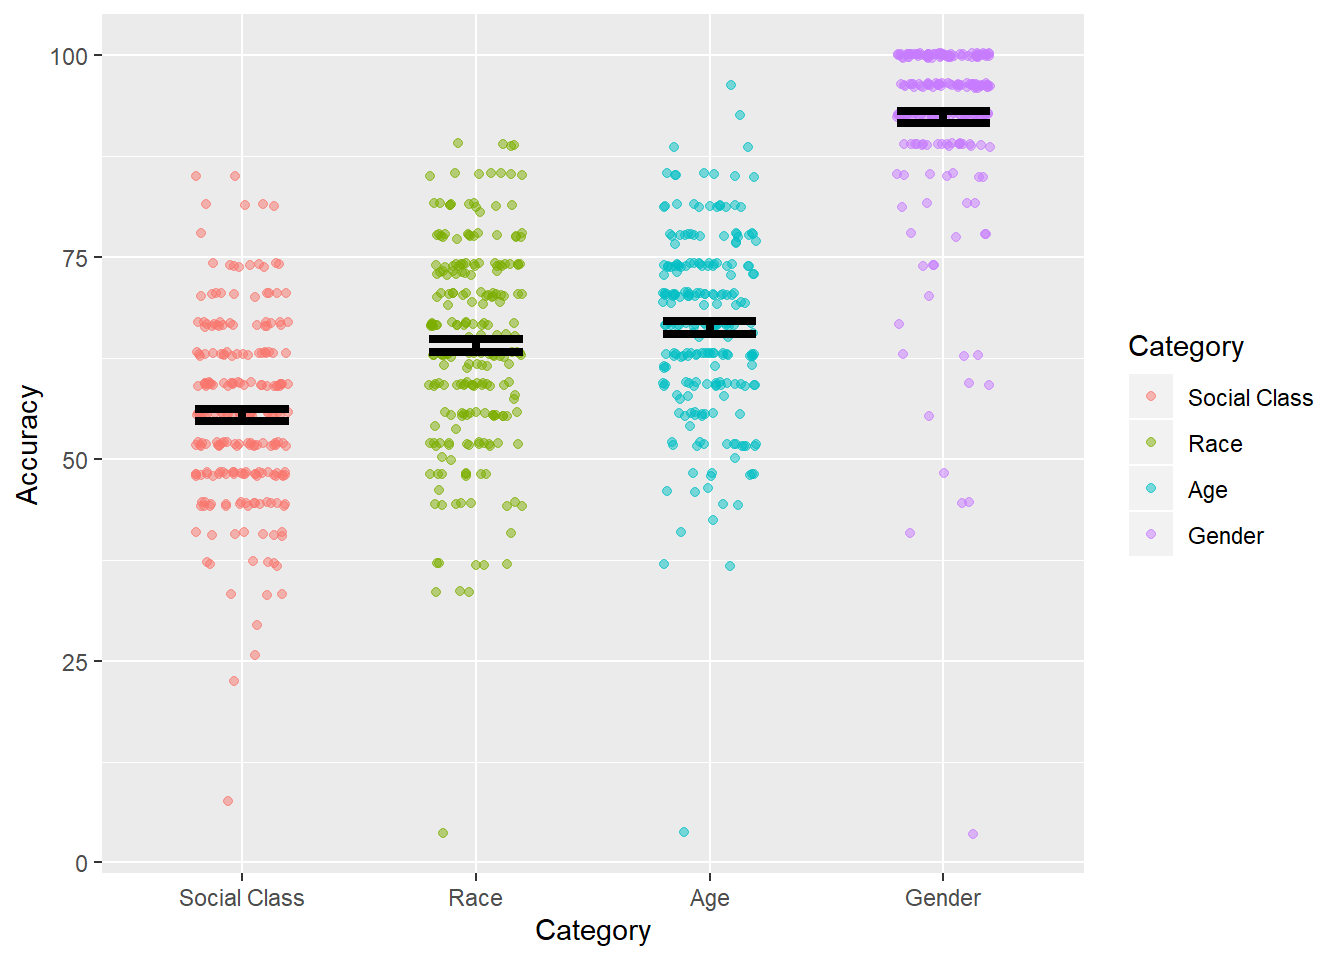 100
75
50
25
0
Accuracy
Social Class
Race
Age
Gender
Category
Category
Social Class
Race
Age
Gender